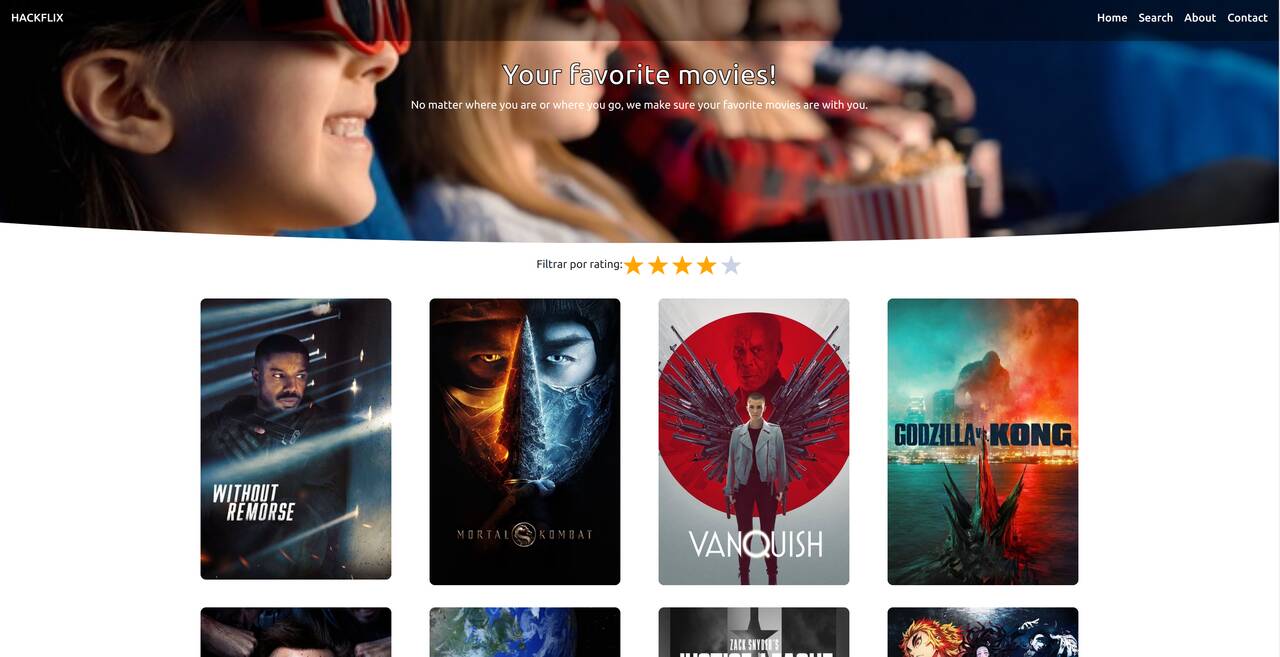 HACKFLIX
Home Search About Contact
Your favorite movies!
No matter where you are or where you go, we make sure your favorite movies are with you.
Filtrar por rating:
WITHOUT
REMORSE
MORTAL KOMBAT
VANQUISH
GODZILLA vs. KONG
ZACK SNYDER'S
JUSTICE LEAGUE